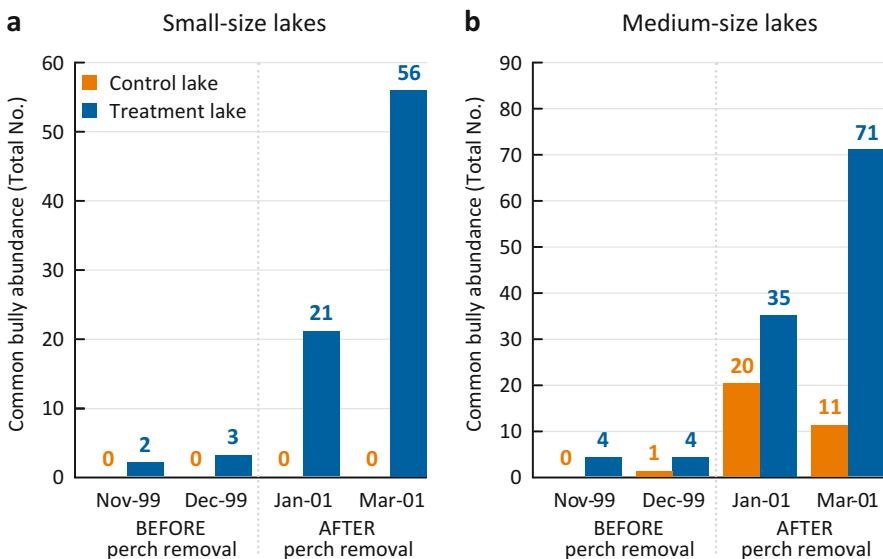 a
Small-size lakes
Common bully abundance (Total No.)
60
50
40
30
20
10
0
Control lake
Treatment lake
0
2
0
3
0
21
0
56
Nov-99
Dec-99
Jan-01
Mar-01
BEFORE
perch removal
AFTER
perch removal
b
Medium-size lakes
Common bully abundance (Total No.)
90
80
70
60
50
40
30
20
10
0
0
4
1
4
20
35
11
71
Nov-99
Dec-99
Jan-01
Mar-01
BEFORE
perch removal
AFTER
perch removal